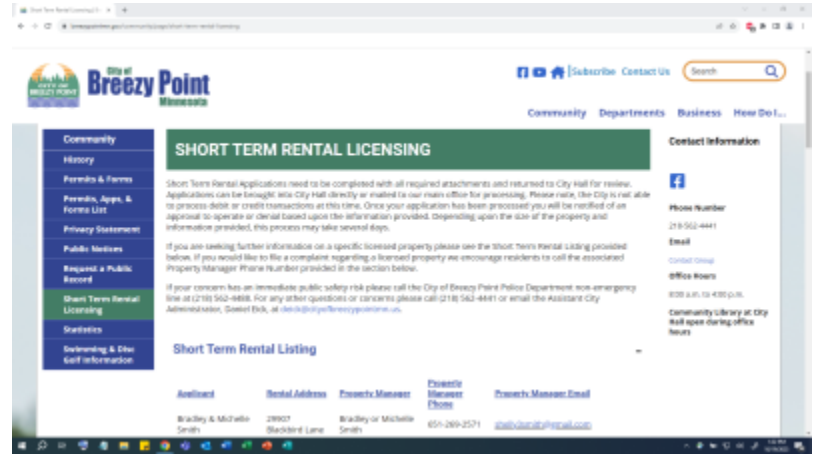 Short Term Rental Licensing
City of
Breezy Point
Minnesota
CITY OF
BREEZY POINT
Subscribe Contact Us
Search
Community Departments Business How Do I...
Community
History
Permits & Forms
Permits, Apps, &
Forms List
Privacy Statement
Public Notices
Request a Public
Record
Short Term Rental
Licensing
Statistics
Swimming & Disc
Golf Information
SHORT TERM RENTAL LICENSING
Short Term Rental Applications need to be completed with all required attachments and returned to City Hall for review.
Applications can be brought into City Hall directly or mailed to our main office for processing. Please note, the City is not able
to process debit or credit transactions at this time. Once your application has been processed you will be notified of an
approval to operate or denial based upon the information provided. Depending upon the size of the property and
information provided, this process may take several days.
If you are seeking further information on a specific licensed property please see the Short Term Rental Listing provided
below. If you would like to file a complaint regarding a licensed property we encourage residents to call the associated
Property Manager Phone Number provided in the section below.
If your concern has an immediate public safety risk please call the City of Breezy Point Police Department non-emergency
line at (218) 562-4488. For any other questions or concerns please call (218) 562-4441 or email the Assistant City
Administrator, Daniel Eick, at
Short Term Rental Listing
Applicant Rental Address Property Manager Property Manager Phone Property Manager Email
Bradley & Michelle Smith 29907 Blackbird Lane Bradley or Michelle Smith 651-269-2571
Contact Information
Phone Number
218-562-4441
Email
Contact Group
Office Hours
8:00 a.m. to 4:00 p.m.
Community Library at City
Hall open during office
hours